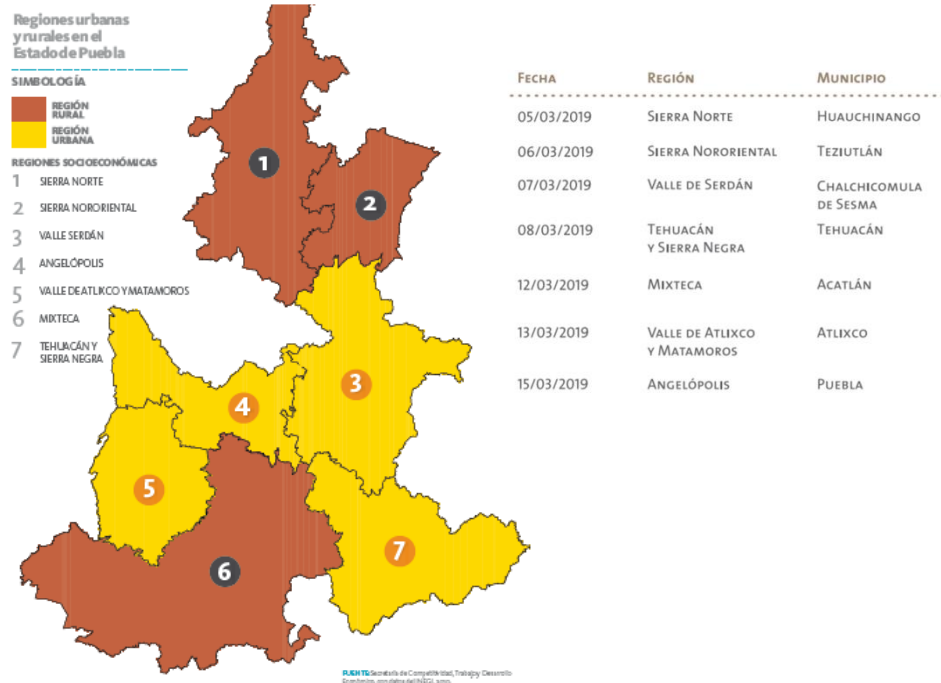 Regiones urbanas
y rurales en el
Estado de Puebla
SIMBOLOGÍA
REGIÓN
RURAL
REGIÓN
URBANA
REGIONES SOCIOECONÓMICAS
1 SIERRA NORTE
2 SIERRA NORORIENTAL
3 VALLE SERDÁN
4 ANGELÓPOLIS
5 VALLE DE ATLIXCO Y MATAMOROS
6 MIXTECA
7 TEHUACÁN Y
SIERRA NEGRA
1
2
3
4
5
6
7
FUENTE: Secretaría de Competitividad, Trabajo y Desarrollo
Económico, con datos del INEGI,
FECHA REGIÓN MUNICIPIO
05/03/2019 SIERRA NORTE HUAUCHINANGO
06/03/2019 SIERRA NORORIENTAL TEZIUTLÁN
07/03/2019 VALLE DE SERDÁN CHALCHICOMULA
DE SESMA
08/03/2019 TEHUACÁN TEHUACÁN
Y SIERRA NEGRA
12/03/2019 MIXTECA ACATLÁN
13/03/2019 VALLE DE ATLIXCO ATLIXCO
Y MATAMOROS
15/03/2019 ANGELÓPOLIS PUEBLA